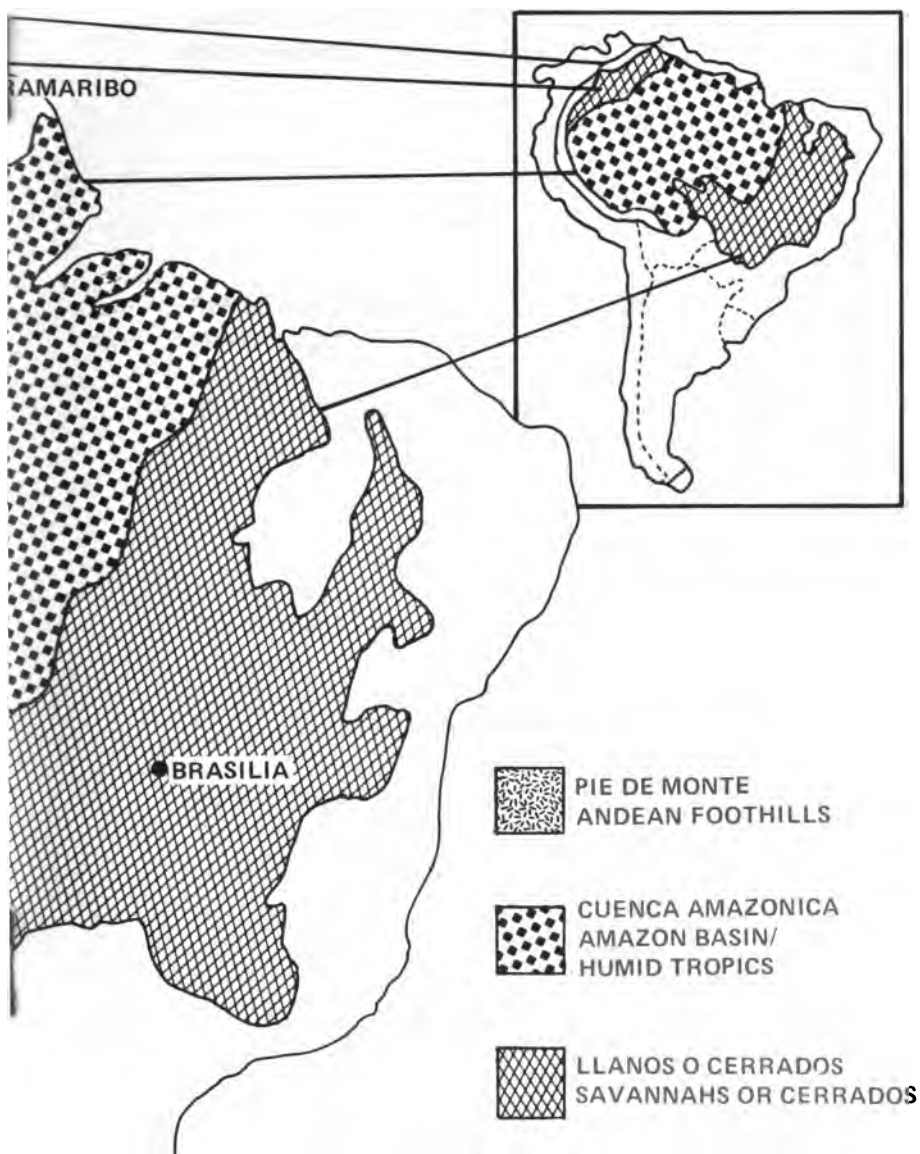 RAMARIBO
BRASILIA
PIE DE MONTE
ANDEAN FOOTHILLS
CUENCA AMAZONICA
AMAZON BASIN/
HUMID TROPICS
LLANOS O CERRADOS
SAVANNAHS OR CERRADOS